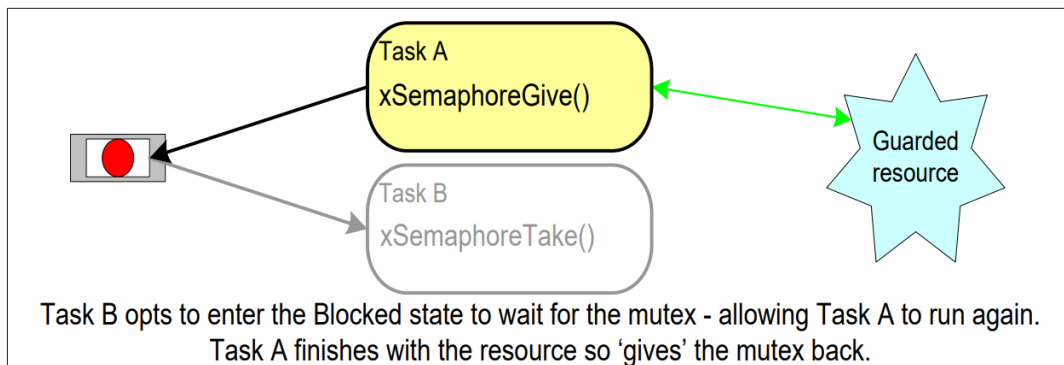 Task A
xSemaphoreGive()
Guarded
resource
Task B
xSemaphoreTake()
Task B opts to enter the Blocked state to wait for the mutex - allowing Task A to run again.
Task A finishes with the resource so ‘gives’ the mutex back.